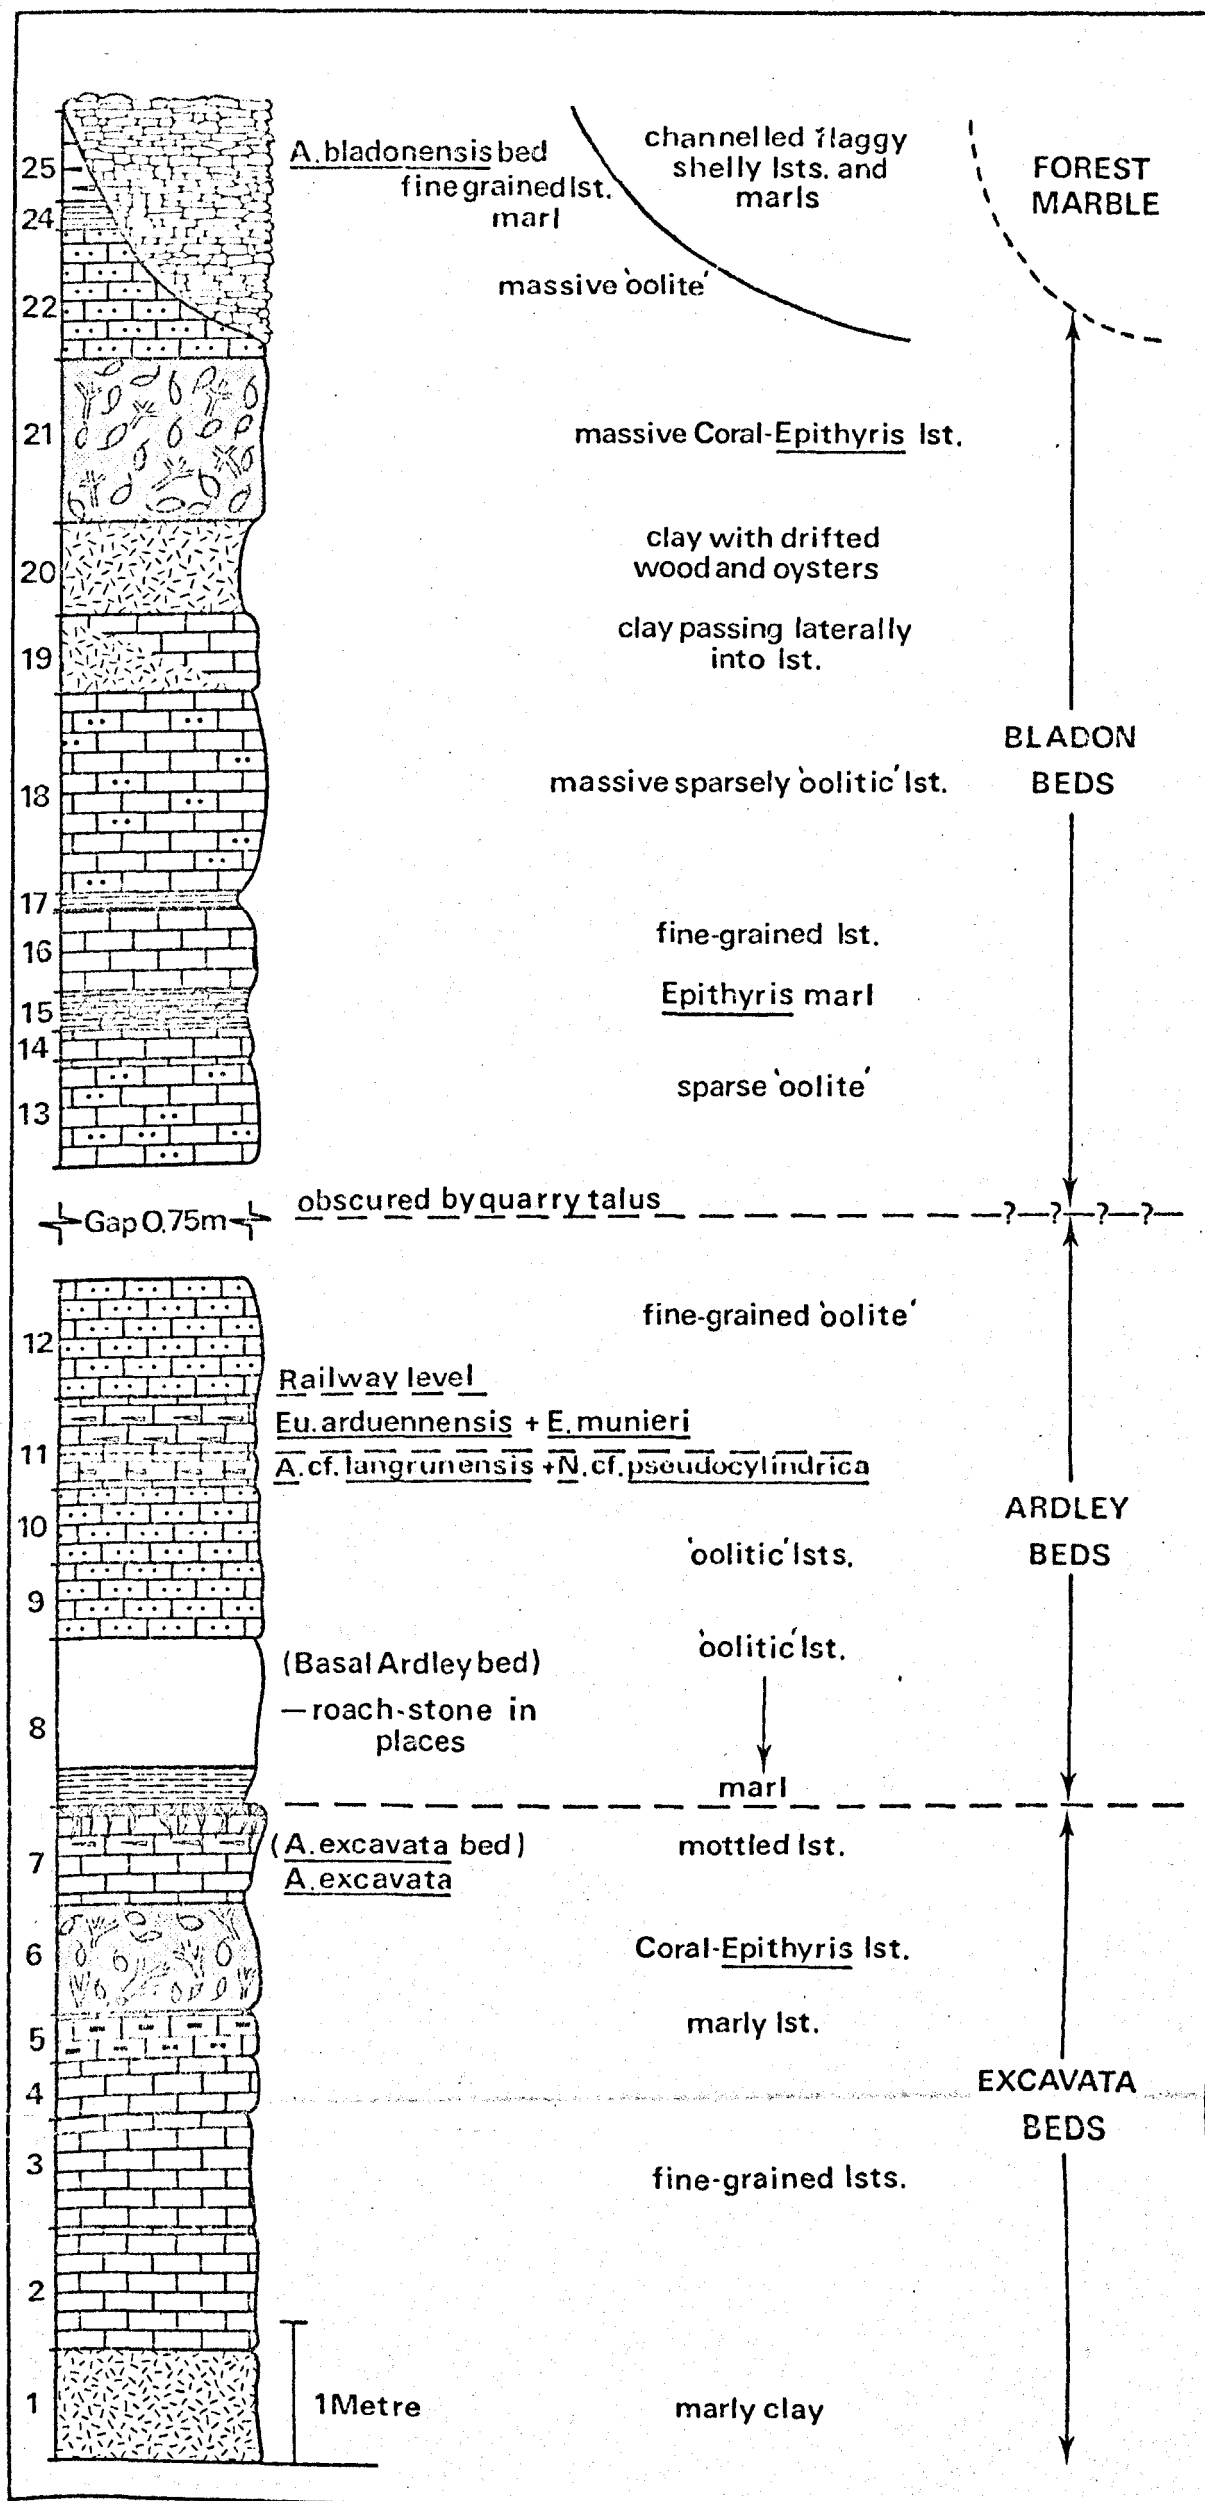 25
A.bladonensis bed
fine grained lst.
marl
channelled flaggy
shelly lsts. and
marls
FOREST
MARBLE
24
massive 'oolite'
22
21
massive Coral-Epithyris lst.
20
clay with drifted
wood and oysters
19
clay passing laterally
into lst.
BLADON
BEDS
18
massive sparsely 'oolitic' lst.
17
16
fine-grained lst.
15
Epithyris marl
14
13
sparse 'oolite'
Gap 0.75m
obscured by quarry talus
? ? ? ?
12
fine-grained 'oolite'
Railway level
Eu. arduennensis + E. munieri
11
A. cf. langrunensis + N. cf. pseudocylindrica
10
'oolitic' lsts.
ARDLEY
BEDS
9
8
(Basal Ardley bed)
— roach-stone in
places
'oolitic' lst.
marl
7
(A. excavata bed)
A. excavata
mottled lst.
6
Coral-Epithyris lst.
5
marly lst.
4
EXCAVATA
BEDS
3
fine-grained lsts.
2
1
1 Metre
marly clay